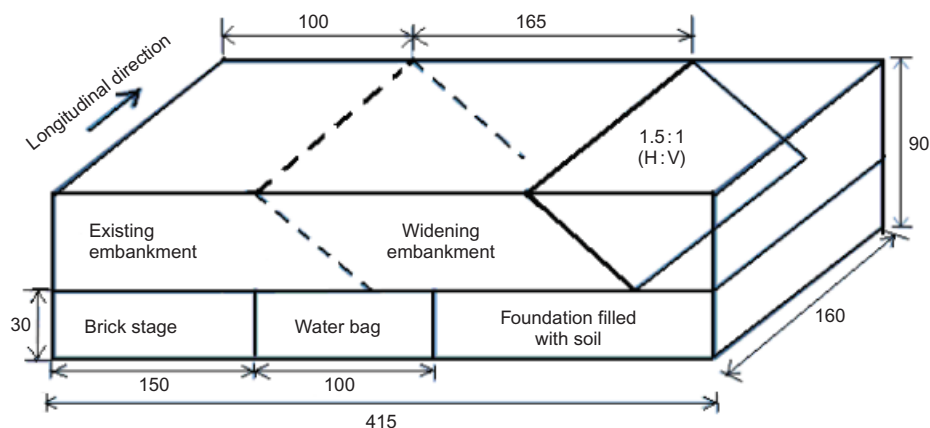 100
165
Longitudinal direction
1.5:1
(H:V)
90
Existing
embankment
Widening
embankment
30
Brick stage
Water bag
Foundation filled
with soil
160
150
100
415